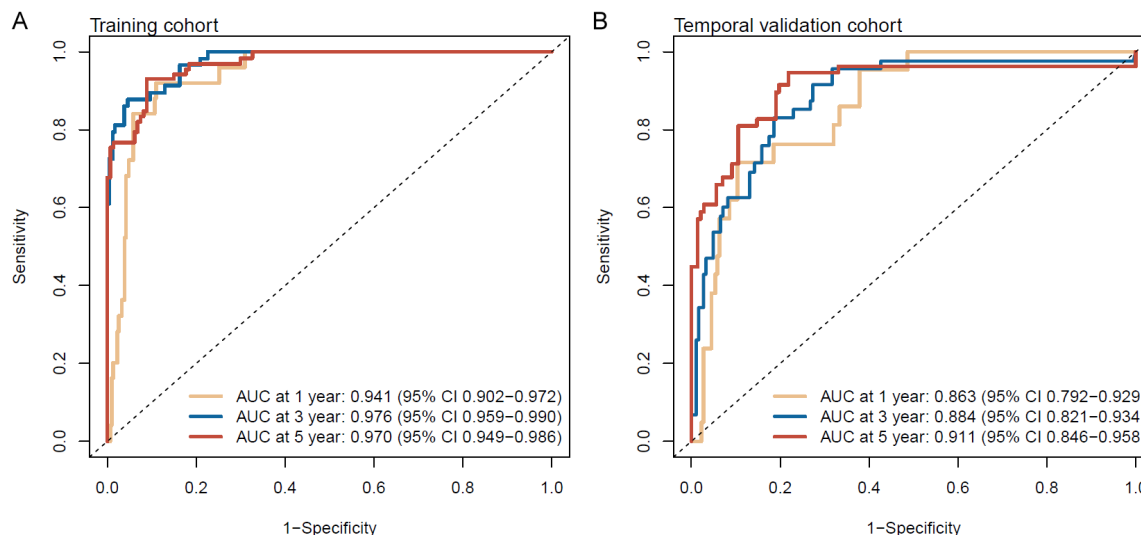 A
Training cohort
Sensitivity
0.0
0.2
0.4
0.6
0.8
1.0
AUC at 1 year: 0.941 (95% CI 0.902−0.972)
AUC at 3 year: 0.976 (95% CI 0.959−0.990)
AUC at 5 year: 0.970 (95% CI 0.949−0.986)
0.0 0.2 0.4 0.6 0.8 1.0
1−Specificity
B
Temporal validation cohort
Sensitivity
0.0
0.2
0.4
0.6
0.8
1.0
AUC at 1 year: 0.863 (95% CI 0.792−0.929
AUC at 3 year: 0.884 (95% CI 0.821−0.934
AUC at 5 year: 0.911 (95% CI 0.846−0.958
0.0 0.2 0.4 0.6 0.8 1.0
1−Specificity